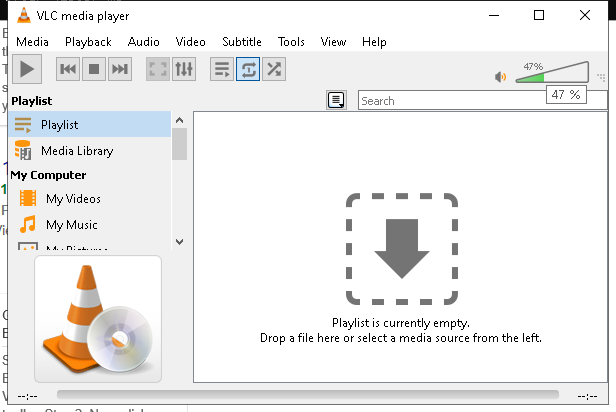 VLC media player
Media Playback Audio Video Subtitle Tools View Help
47%
47 %
Playlist
Search
Playlist
Media Library
My Computer
My Videos
My Music
My Pictures
Playlist is currently empty.
Drop a file here or select a media source from the left.
--:-- --:--